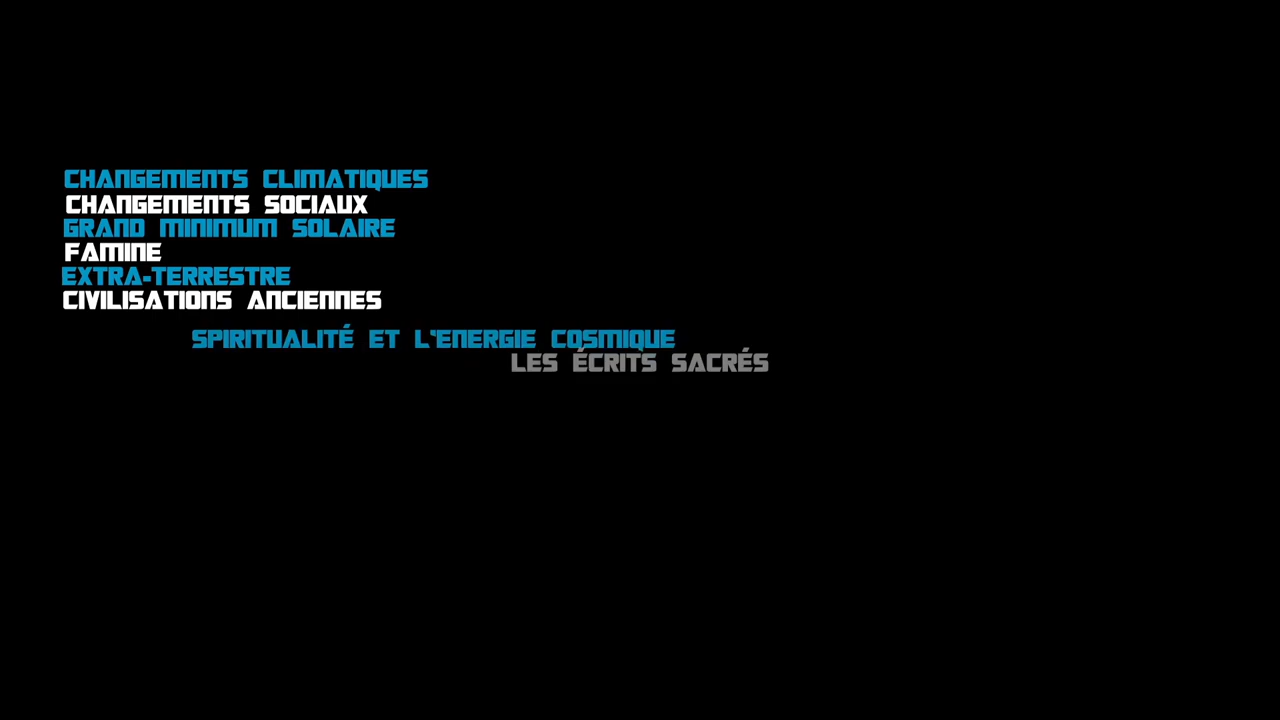 CHANGEMENTS CLIMATIQUES
CHANGEMENTS SOCIAUX
GRAND MINIMUM SOLAIRE
FAMINE
EXTRA-TERRESTRE
CIVILISATIONS ANCIENNES
SPIRITUALITÉ ET L'ENERGIE COSMIQUE
LES ÉCRITS SACRÉS